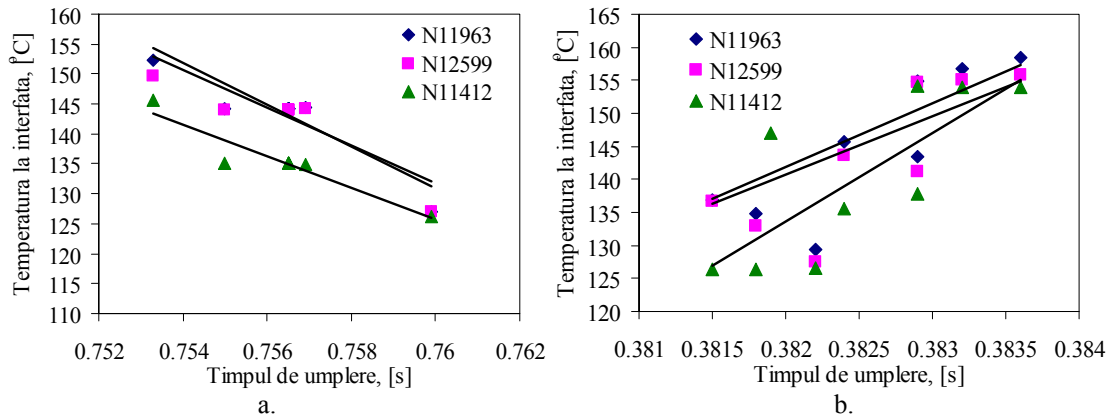 160
155
150
145
140
135
130
125
120
115
110
Temperatura la interfata, [⁰C]
N11963
N12599
N11412
0.752 0.754 0.756 0.758 0.76 0.762
Timpul de umplere, [s]
a.
165
160
155
150
145
140
135
130
125
120
Temperatura la interfata, [⁰C]
N11963
N12599
N11412
0.381 0.3815 0.382 0.3825 0.383 0.3835 0.384
Timpul de umplere, [s]
b.